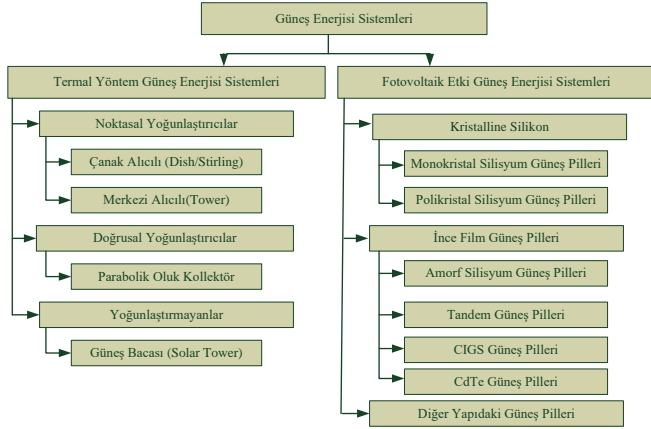 Güneş Enerjisi Sistemleri
Termal Yöntem Güneş Enerjisi Sistemleri
Noktasal Yoğunlaştırıcılar
Çanak Alıcılı (Dish/Stirling)
Merkezi Alıcılı(Tower)
Doğrusal Yoğunlaştırıcılar
Parabolik Oluk Kollektör
Yoğunlaştırmayanlar
Güneş Bacası (Solar Tower)
Fotovoltaik Etki Güneş Enerjisi Sistemleri
Kristalline Silikon
Monokristal Silisyum Güneş Pilleri
Polikristal Silisyum Güneş Pilleri
İnce Film Güneş Pilleri
Amorf Silisyum Güneş Pilleri
Tandem Güneş Pilleri
CIGS Güneş Pilleri
CdTe Güneş Pilleri
Diğer Yapıdaki Güneş Pilleri